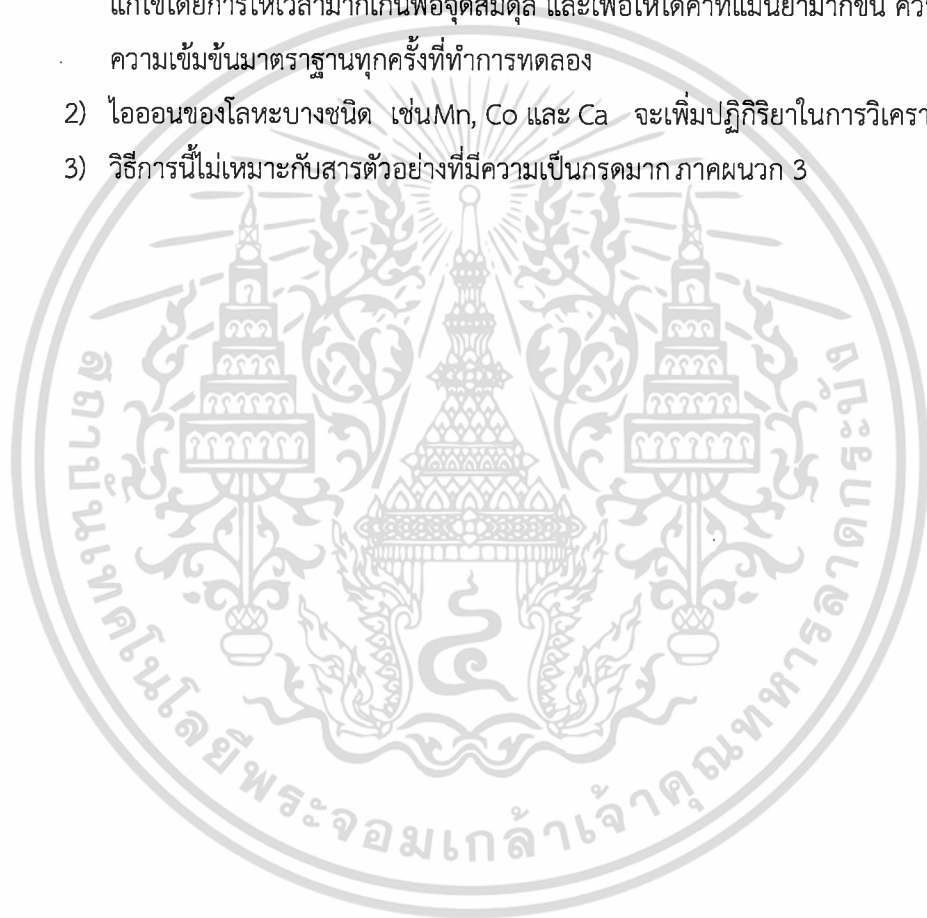 แก้ไขโดยการให้เวลามากเกินพอจุดสมดุล และเพื่อให้ได้ค่าที่แม่นยำมากขึ้น
ความเข้มข้นมาตราฐานทุกครั้งที่ทำการทดลอง
2) ไอออนของโลหะบางชนิด เช่นMn, Co และ Ca จะเพิ่มปฏิกิริยาในการวิเครา
3) วิธีการนี้ไม่เหมาะกับสารตัวอย่างที่มีความเป็นกรดมาก ภาคผนวก 3
สถาบันเทคโนโลยีพระจอมเกล้าเจ้าคุณทหารลาดกระบัง